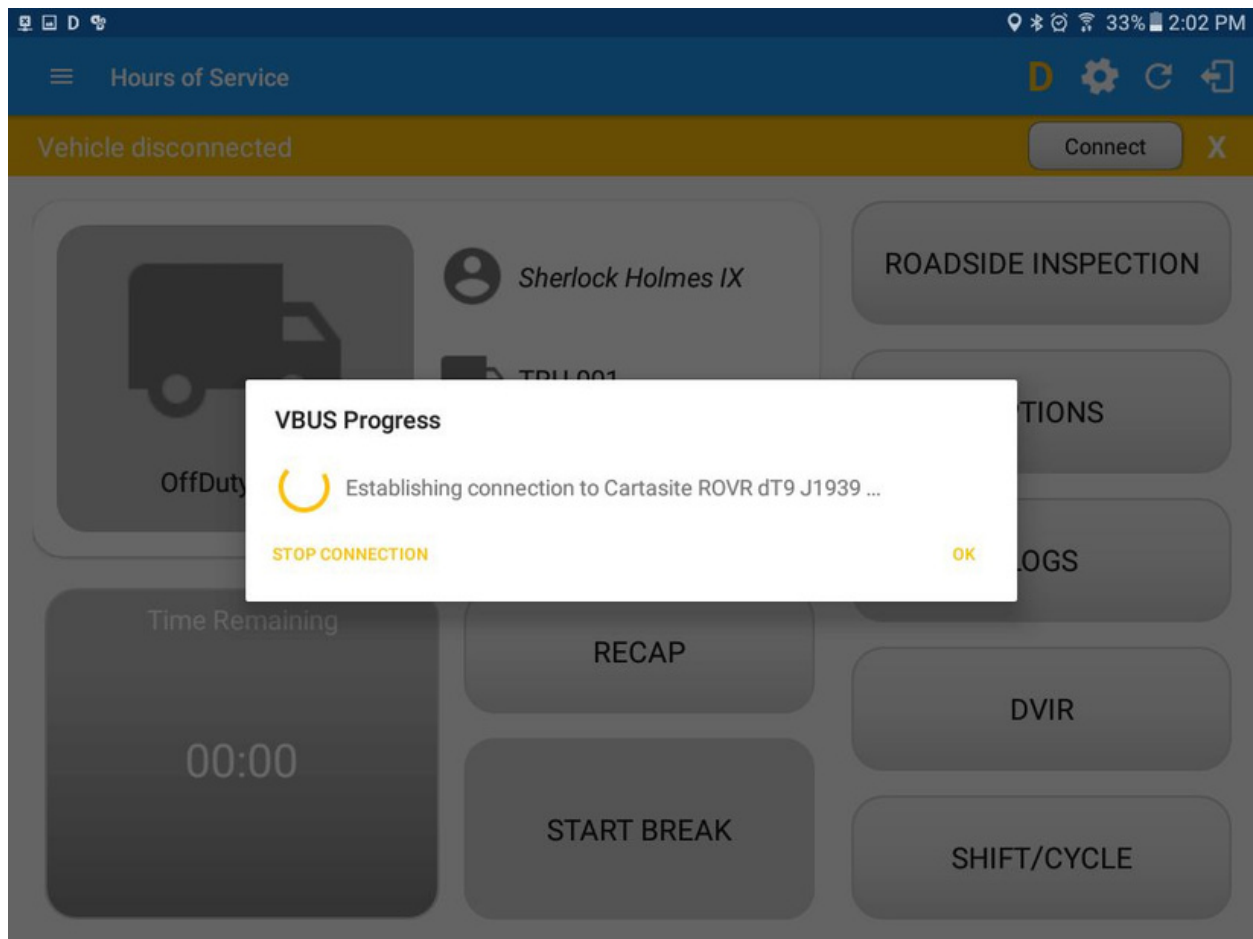 D
33% 2:02 PM
Hours of Service
D
Vehicle disconnected
Connect
X
Sherlock Holmes IX
ROADSIDE INSPECTION
VBUS Progress
Establishing connection to Cartasite ROVR dT9 J1939 ...
STOP CONNECTION
OK
OffDuty
Time Remaining
00:00
RECAP
START BREAK
DVIR
SHIFT/CYCLE